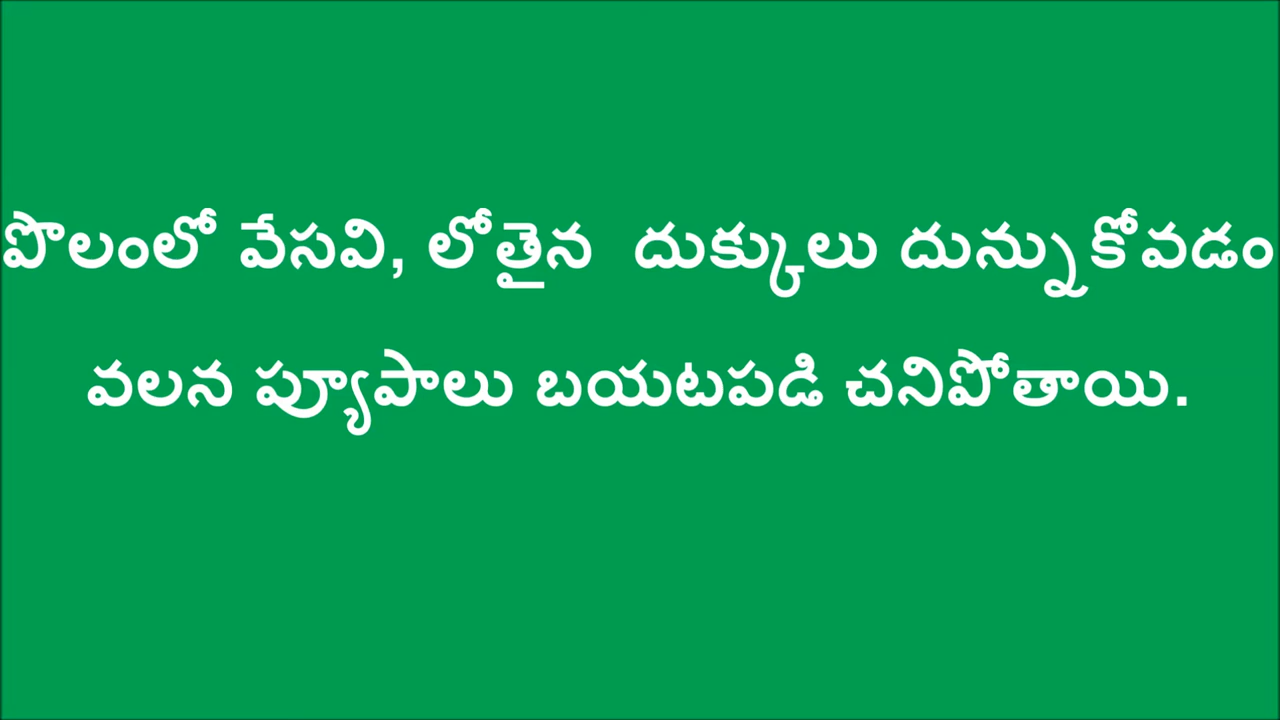 పొలంలో వేసవి, లోతైన  దుక్కులు దున్నుకోవడం
వలన ప్యూపాలు బయటపడి చనిపోతాయి.